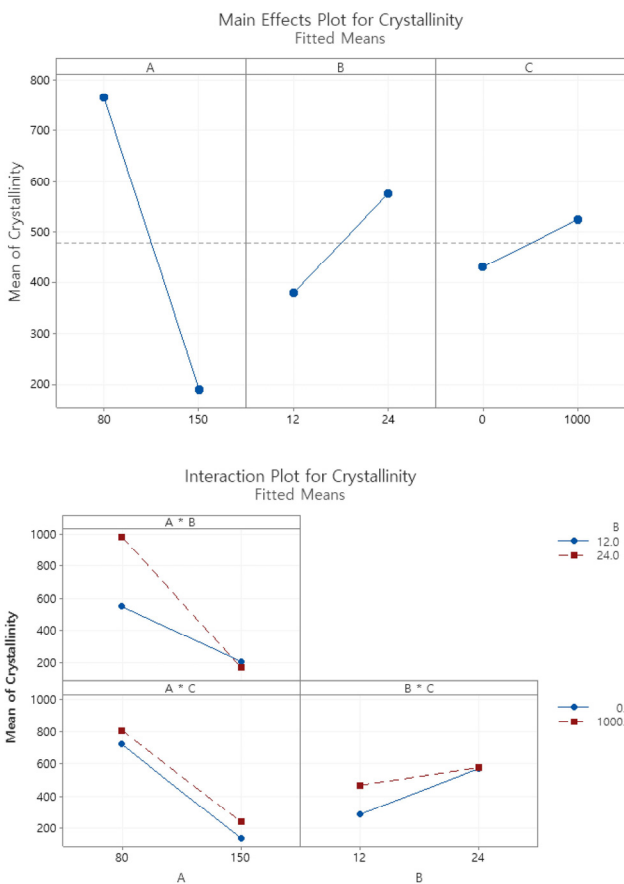 Main Effects Plot for Crystallinity
Fitted Means
A B C
800
700
600
500
400
300
200
Mean of Crystallinity
80 150 12 24 0 1000
Interaction Plot for Crystallinity
Fitted Means
A * B
1000
800
600
400
200
B
12.0
24.0
Mean of Crystallinity
A * C B * C
1000
800
600
400
200
0.
1000.
80 150 12 24
A B